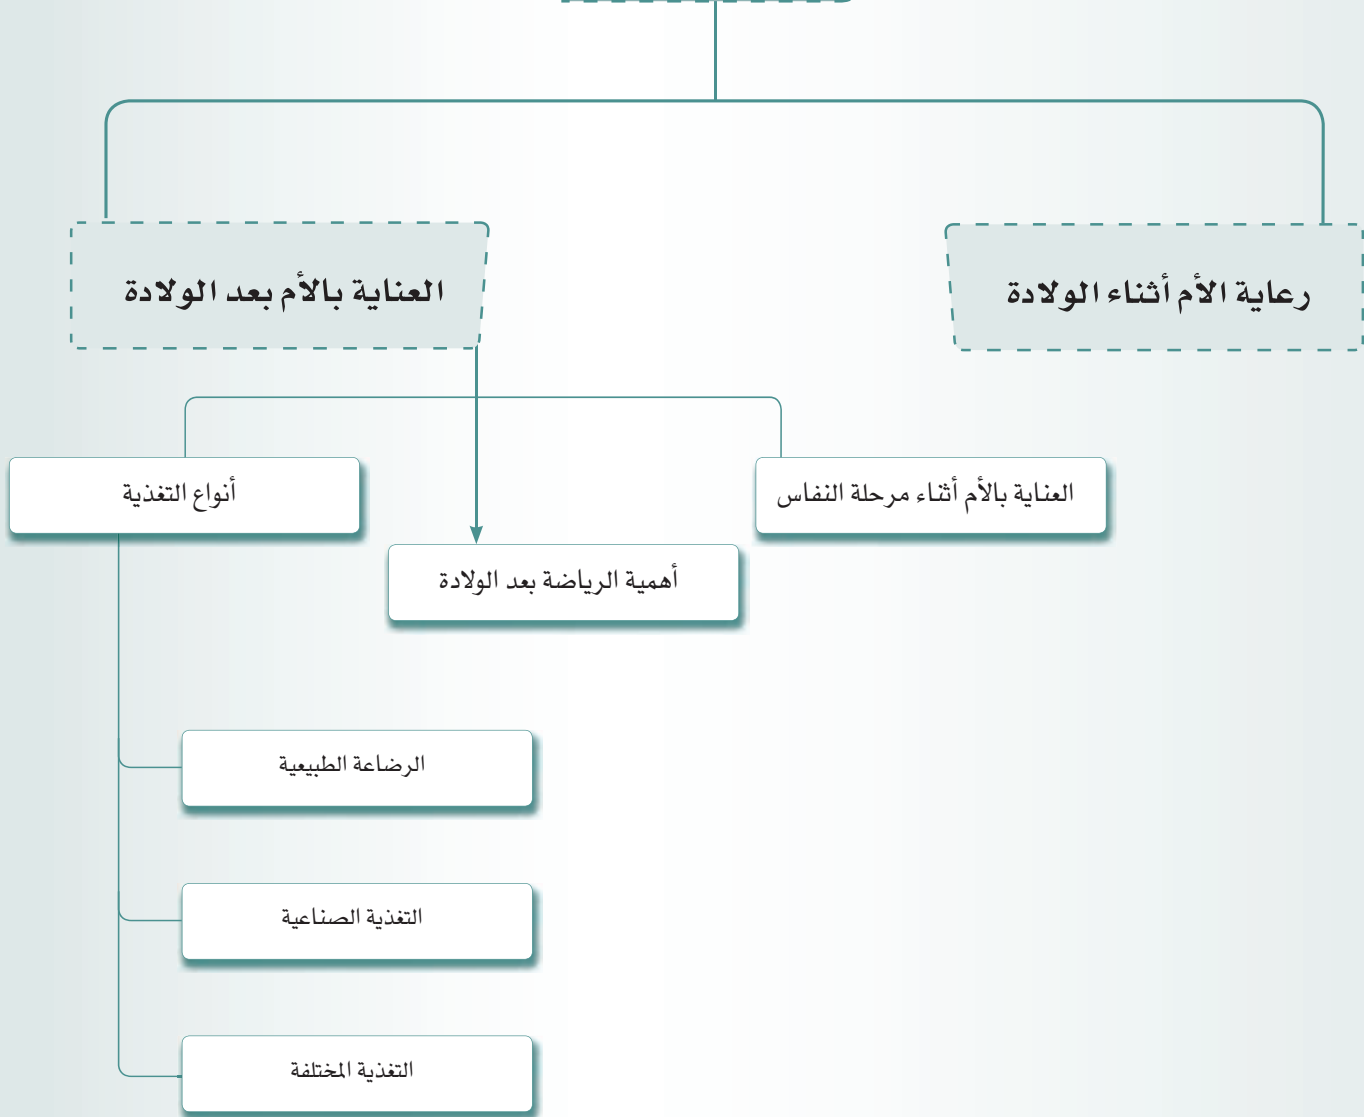 رعاية الأم أثناء الولادة
العناية بالأم بعد الولادة
العناية بالأم أثناء مرحلة النفاس
أهمية الرياضة بعد الولادة
أنواع التغذية
الرضاعة الطبيعية
التغذية الصناعية
التغذية المختلفة